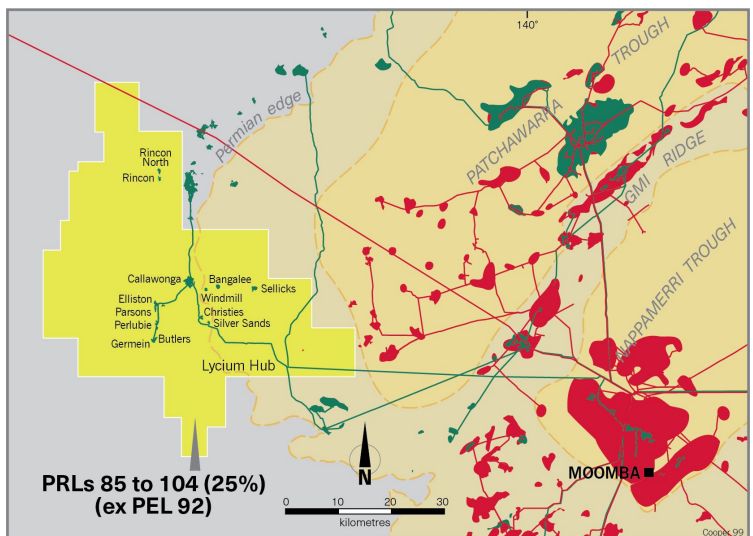 140°
TROUGH
PATCHAWARRA
Permian edge
GMI RIDGE
NAPPAMERRI TROUGH
Rincon
North
Rincon
Callawonga
Bangalee
Sellicks
Windmill
Elliston
Christies
Parsons
Silver Sands
Perlubie
Butlers
Germein
Lycium Hub
MOOMBA
PRLs 85 to 104 (25%)
(ex PEL 92)
N
0 10 20 30
kilometres
Cooper 99